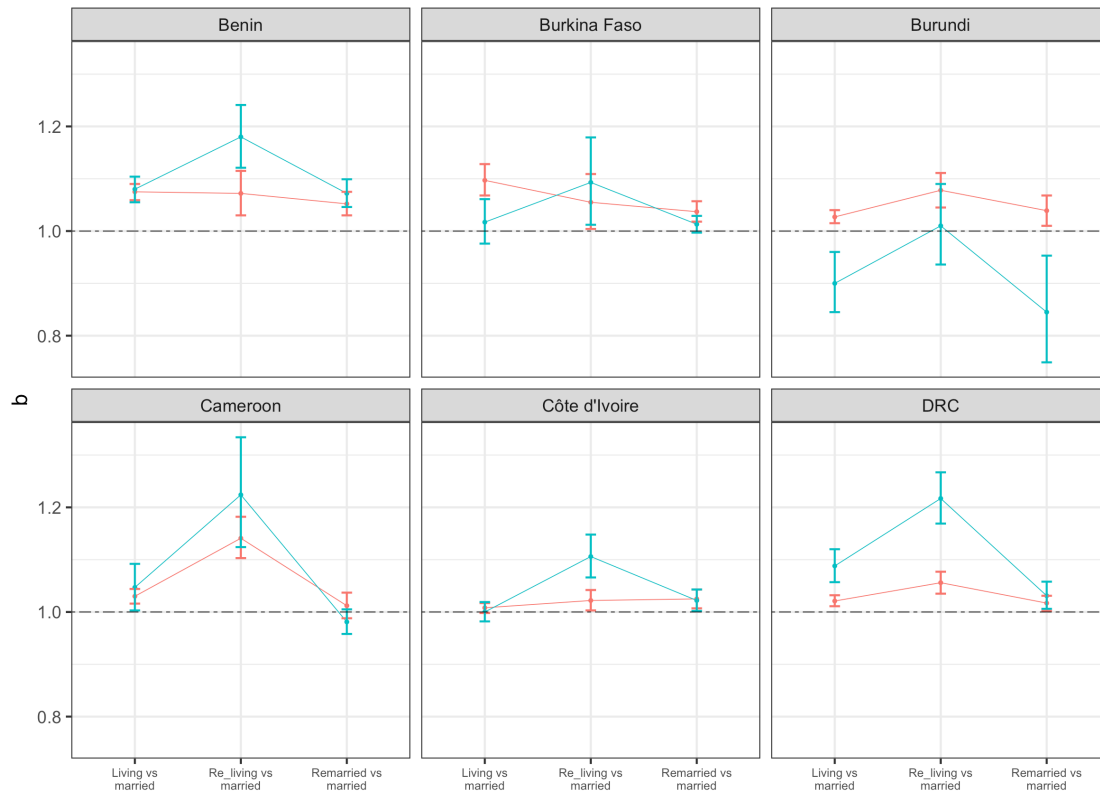 Benin
Burkina Faso
Burundi
1.2
1.0
0.8
b
Cameroon
Côte d'Ivoire
DRC
1.2
1.0
0.8
Living vs
married
Re_living vs
married
Remarried vs
married
Living vs
married
Re_living vs
married
Remarried vs
married
Living vs
married
Re_living vs
married
Remarried vs
married